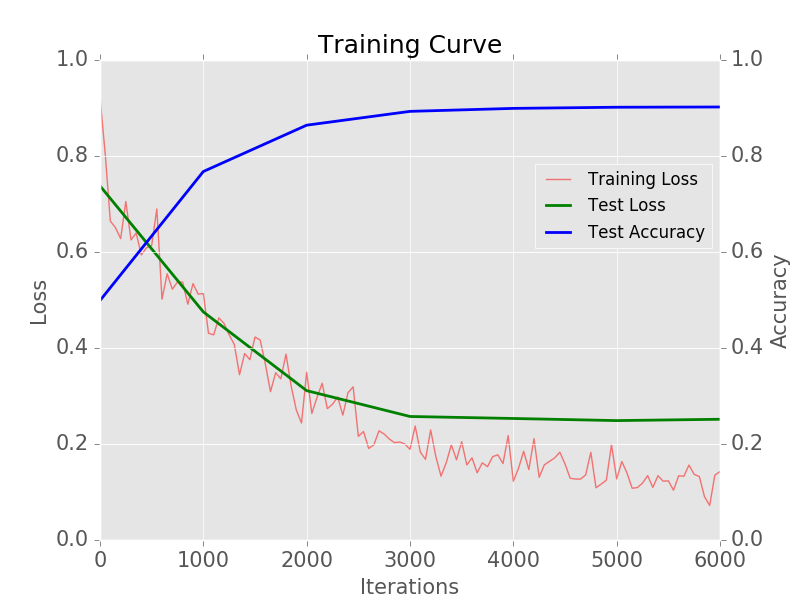 Training Curve
1.0
0.8
0.6
0.4
0.2
0.0
Loss
1.0
0.8
0.6
0.4
0.2
0.0
Accuracy
Training Loss
Test Loss
Test Accuracy
0 1000 2000 3000 4000 5000 6000
Iterations